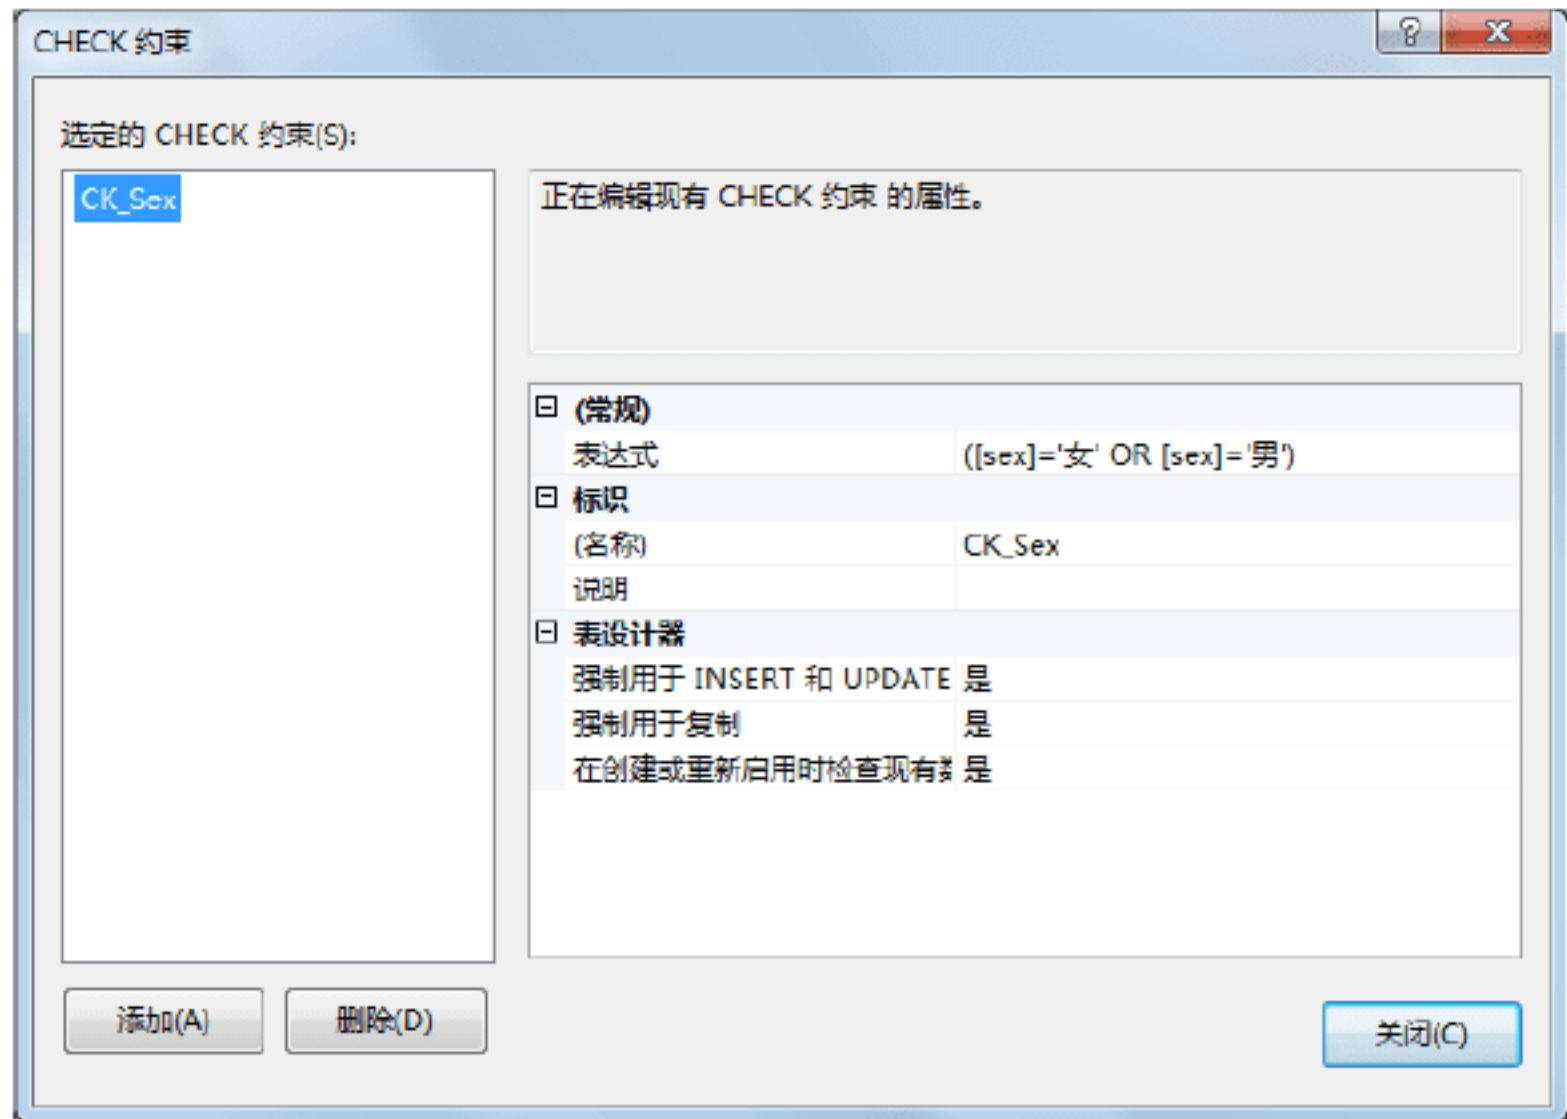 CHECK 约束
选定的 CHECK 约束(S):
CK_Sex
正在编辑现有 CHECK 约束 的属性。
(常规)
表达式 ([sex]='女' OR [sex]='男')
标识
(名称) CK_Sex
说明
表设计器
强制用于 INSERT 和 UPDATE 是
强制用于复制 是
在创建或重新启用时检查现有 是
添加(A) 删除(D)
关闭(C)